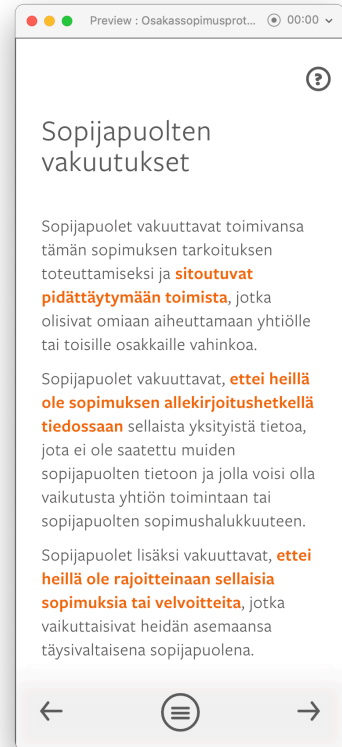 Preview : Osakassopimusprot... 00:00
?
Sopijapuolten
vakuutukset
Sopijapuolet vakuuttavat toimivansa
tämän sopimuksen tarkoituksen
toteuttamiseksi ja sitoutuvat
pidättäytymään toimista, jotka
olisivat omiaan aiheuttamaan yhtiölle
tai toisille osakkaille vahinkoa.
Sopijapuolet vakuuttavat, ettei heillä
ole sopimuksen allekirjoitushetkellä
tiedossaan sellaista yksityistä tietoa,
jota ei ole saatettu muiden
sopijapuolten tietoon ja jolla voisi olla
vaikutusta yhtiön toimintaan tai
sopijapuolten sopimushalukkuuteen.
Sopijapuolet lisäksi vakuuttavat, ettei
heillä ole rajoitteinaan sellaisia
sopimuksia tai velvoitteita, jotka
vaikuttaisivat heidän asemaansa
täysivaltaisena sopijapuolena.